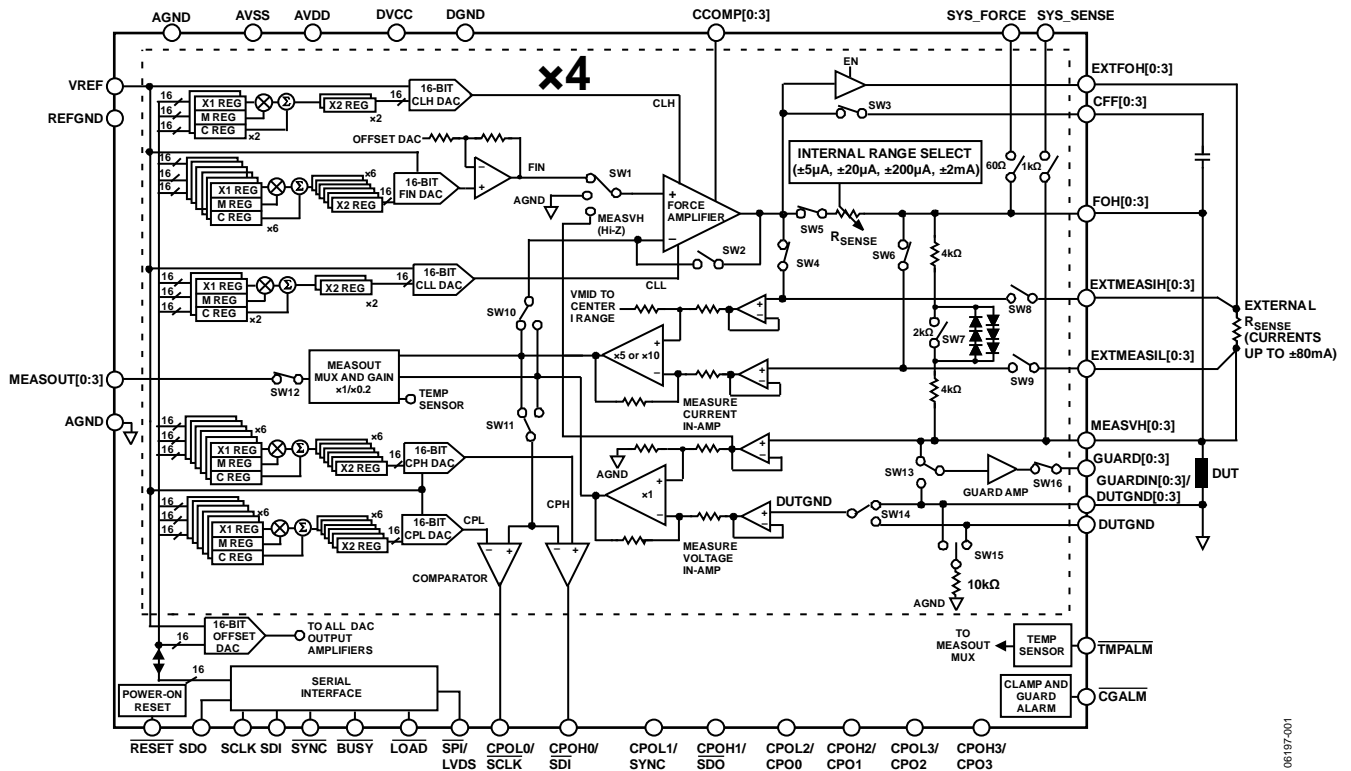 AGND AVSS AVDD DVCC DGND CCOMP[0:3] SYS_FORCE SYS_SENSE
×4
EN
EXTFOH[0:3]
VREF
16
X1 REG
M REG
C REG
×2
X2 REG
×2
16
16-BIT
CLH DAC
CLH
SW3
CFF[0:3]
REFGND
OFFSET DAC
INTERNAL RANGE SELECT
(±5µA, ±20µA, ±200µA, ±2mA)
60Ω
1kΩ
16
X1 REG
M REG
C REG
×6
×6
X2 REG
16
16-BIT
FIN DAC
–
+
FIN
SW1
AGND
MEASVH
(Hi-Z)
+
FORCE
AMPLIFIER
–
SW2
SW5
RSENSE
FOH[0:3]
SW4
SW6
4kΩ
16
X1 REG
M REG
C REG
×2
X2 REG
×2
16-BIT
CLL DAC
CLL
EXTMEASIH[0:3]
SW8
VMID TO
CENTER
I RANGE
+
–
SW10
×5 or ×10
2kΩ
SW7
EXTERNAL
RSENSE
(CURRENTS
UP TO ±80mA)
EXTMEASIL[0:3]
SW9
+
–
MEASURE
CURRENT
IN-AMP
4kΩ
MEASOUT[0:3]
SW12
MEASOUT
MUX AND GAIN
×1/×0.2
TEMP
SENSOR
AGND
SW11
MEASVH[0:3]
+
–
AGND
16
×6
X1 REG
M REG
C REG
×6
X2 REG
16
16-BIT
CPH DAC
×1
SW13
GUARD AMP
SW16
GUARD[0:3]
GUARDIN[0:3]/
DUTGND[0:3]
DUT
CPH
DUTGND
SW14
DUTGND
+
–
MEASURE
VOLTAGE
IN-AMP
16
×6
X1 REG
M REG
C REG
×6
X2 REG
16
16-BIT
CPL DAC
CPL
– +
– +
COMPARATOR
SW15
10kΩ
AGND
16
16-BIT
OFFSET
DAC
TO ALL DAC
OUTPUT
AMPLIFIERS
TO
MEASOUT
MUX
TEMP
SENSOR
TMPALM
16
POWER-ON
RESET
SERIAL
INTERFACE
CLAMP AND
GUARD
ALARM
CGALM
RESET SDO SCLK SDI SYNC BUSY LOAD SPI/ CPOL0/ CPOH0/ CPOL1/ CPOH1/ CPOL2/ CPOH2/ CPOL3/ CPOH3/
LVDS SCLK SDI SYNC SDO CPO0 CPO1 CPO2 CPO3
06197-001